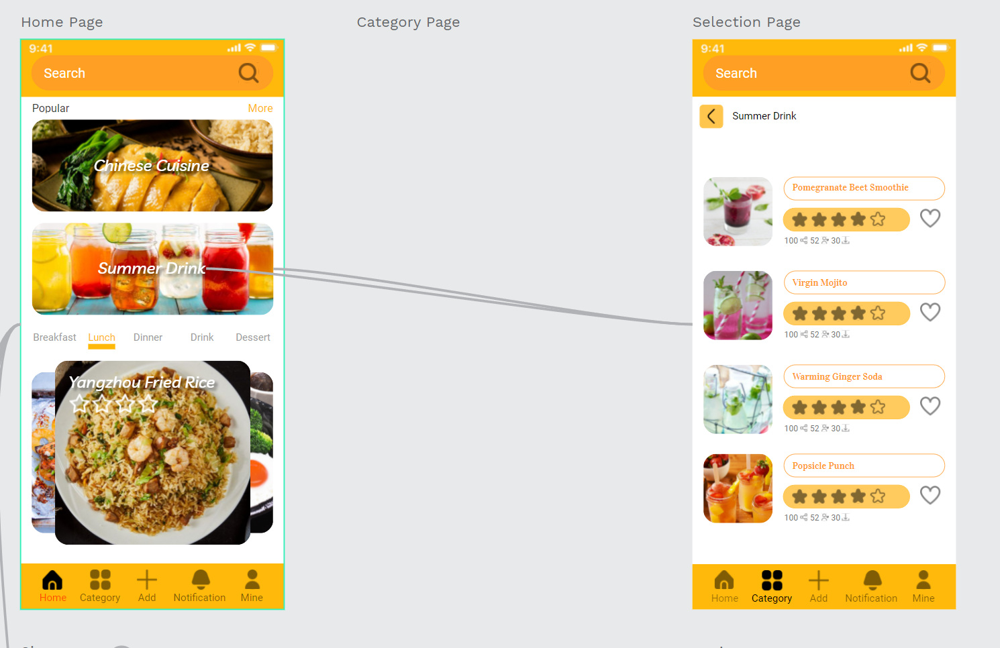 Home Page
Category Page
Selection Page
9:41
Search
Popular
More
Chinese Cuisine
Summer Drink
Breakfast Lunch Dinner Drink Dessert
Yangzhou Fried Rice
Home Category Add Notification Mine
9:41
Search
Summer Drink
Pomegranate Beet Smoothie
100 52 30
Virgin Mojito
100 52 30
Warming Ginger Soda
100 52 30
Popsicle Punch
100 52 30
Home Category Add Notification Mine